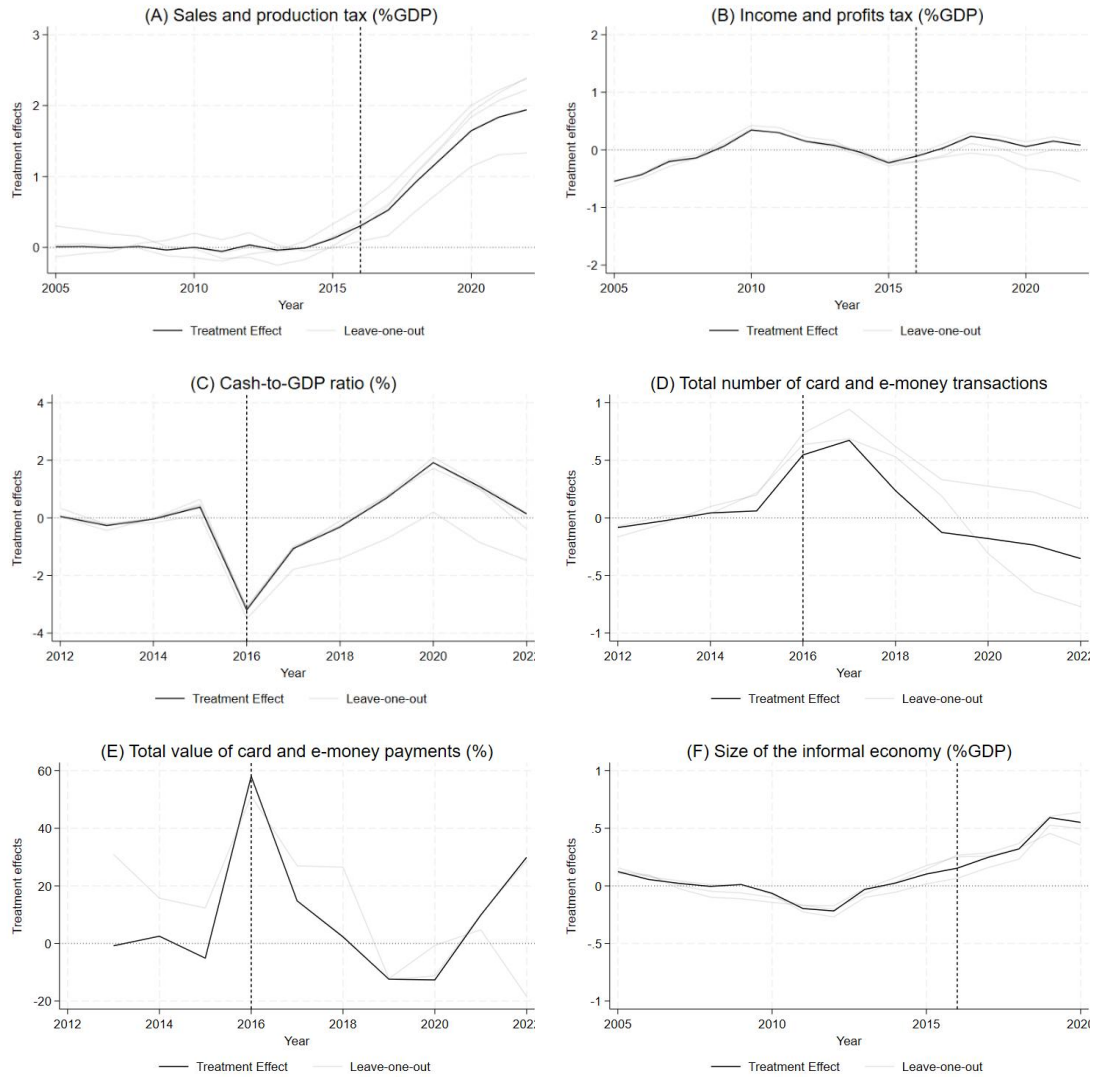 (A) Sales and production tax (%GDP)
Treatment effects
3
2
1
0
2005 2010 2015 2020
Year
Treatment Effect Leave-one-out
(B) Income and profits tax (%GDP)
Treatment effects
2
1
0
-1
-2
2005 2010 2015 2020
Year
Treatment Effect Leave-one-out
(C) Cash-to-GDP ratio (%)
Treatment effects
4
2
0
-2
-4
2012 2014 2016 2018 2020 2022
Year
Treatment Effect Leave-one-out
(D) Total number of card and e-money transactions
Treatment effects
1
.5
0
-.5
-1
2012 2014 2016 2018 2020 2022
Year
Treatment Effect Leave-one-out
(E) Total value of card and e-money payments (%)
Treatment effects
60
40
20
0
-20
2012 2014 2016 2018 2020 2022
Year
Treatment Effect Leave-one-out
(F) Size of the informal economy (%GDP)
Treatment effects
1
.5
0
-.5
-1
2005 2010 2015 2020
Year
Treatment Effect Leave-one-out